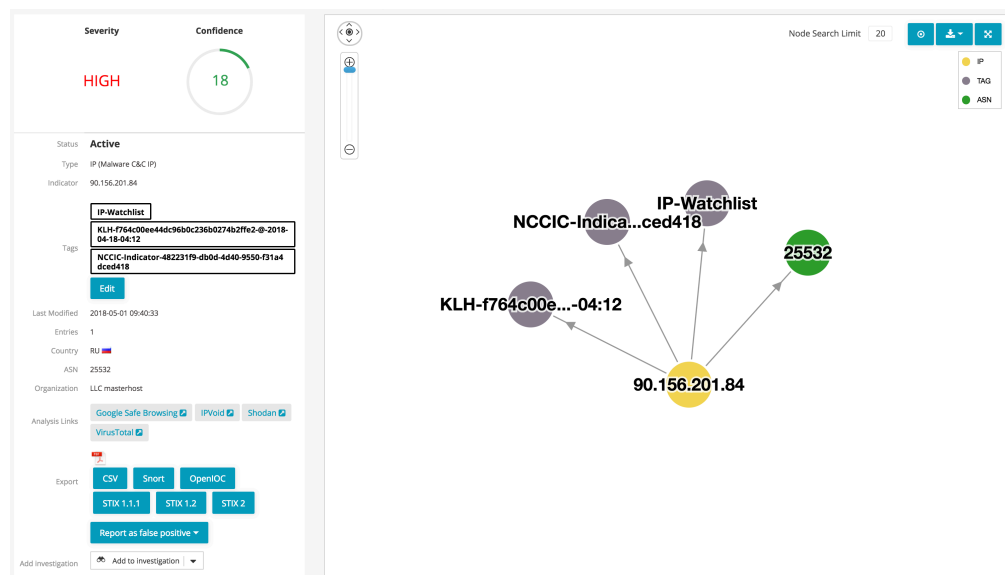 Severity
Confidence
HIGH
18
Status
Active
Type
IP (Malware C&C IP)
Indicator
90.156.201.84
Tags
IP-Watchlist
KLH-f764c00ee44dc96b0c236b0274b2ffe2-@-2018-
04-18-04:12
NCCIC-Indicator-482231f9-db0d-4d40-9550-f31a4
dced418
Edit
Last Modified
2018-05-01 09:40:33
Entries
1
Country
RU
ASN
25532
Organization
LLC masterhost
Analysis Links
Google Safe Browsing
IPVoid
Shodan
VirusTotal
Export
CSV
Snort
OpenIOC
STIX 1.1.1
STIX 1.2
STIX 2
Report as false positive
Add investigation
Add to investigation
Node Search Limit
20
IP
TAG
ASN
IP-Watchlist
NCCIC-Indica...ced418
25532
KLH-f764c00e...-04:12
90.156.201.84